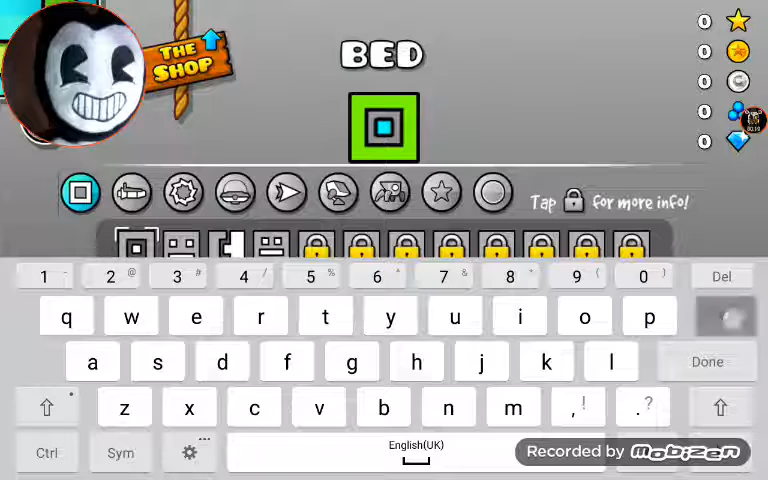 THE SHOP
BED
0
0
0
0
0
Tap for more info!
1 2 @ 3 # 4 / 5 % 6 ^ 7 & 8 * 9 ( 0 ) Del
q w e r t y u i o p
a s d f g h j k l Done
z x c v b n m , ! . ?
Ctrl Sym English(UK)
Recorded by mobizen